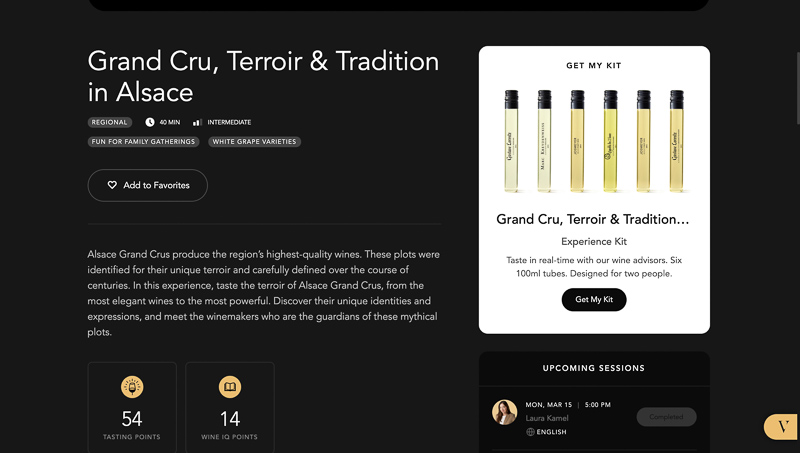 Grand Cru, Terroir & Tradition
in Alsace
REGIONAL
40 MIN
INTERMEDIATE
FUN FOR FAMILY GATHERINGS
WHITE GRAPE VARIETIES
Add to Favorites
Alsace Grand Crus produce the region's highest-quality wines. These plots were
identified for their unique terroir and carefully defined over the course of
centuries. In this experience, taste the terroir of Alsace Grand Crus, from the
most elegant wines to the most powerful. Discover their unique identities and
expressions, and meet the winemakers who are the guardians of these mythical
plots.
54
TASTING POINTS
14
WINE IQ POINTS
GET MY KIT
Grand Cru, Terroir & Tradition...
Experience Kit
Taste in real-time with our wine advisors. Six
100ml tubes. Designed for two people.
Get My Kit
UPCOMING SESSIONS
MON, MAR 15 | 5:00 PM
Laura Kamel
ENGLISH
Completed
V